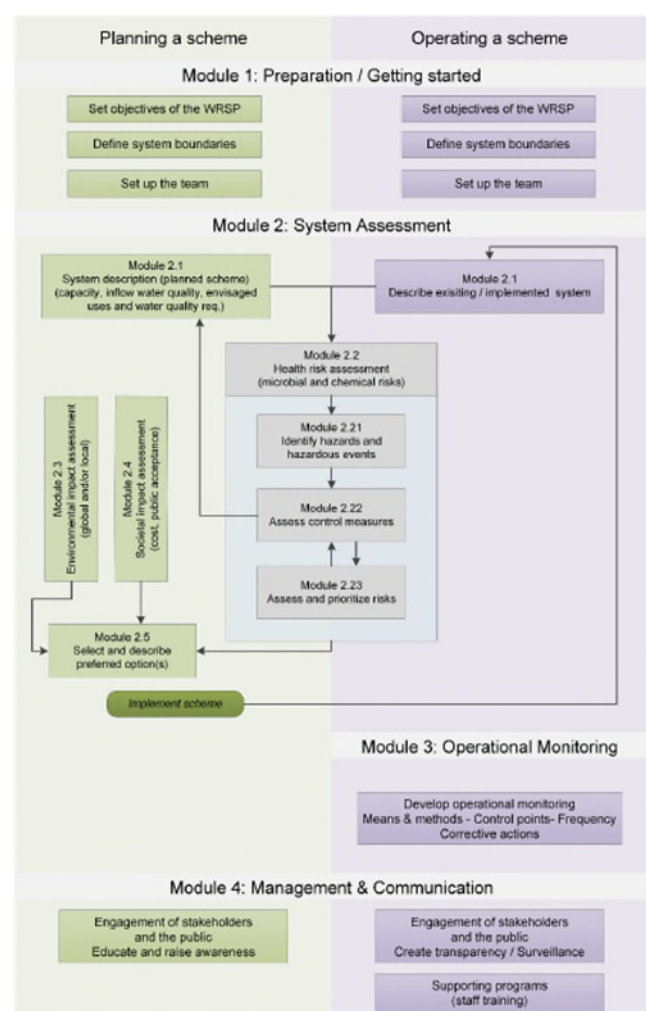 Planning a scheme
Operating a scheme
Module 1: Preparation / Getting started
Set objectives of the WRSP
Define system boundaries
Set up the team
Set objectives of the WRSP
Define system boundaries
Set up the team
Module 2: System Assessment
Module 2.1
System description (planned scheme)
(capacity, inflow water quality, envisaged
uses and water quality req.)
Module 2.1
Describe exisiting / implemented system
Module 2.2
Health risk assessment
(microbial and chemical risks)
Module 2.21
Identify hazards and
hazardous events
Module 2.22
Assess control measures
Module 2.23
Assess and prioritize risks
Module 2.3
Environmental impact assessment
(global and/or local)
Module 2.4
Societal impact assessment
(cost, public acceptance)
Module 2.5
Select and describe
preferred option(s)
Implement scheme
Module 3: Operational Monitoring
Develop operational monitoring
Means & methods - Control points- Frequency
Corrective actions
Module 4: Management & Communication
Engagement of stakeholders
and the public
Educate and raise awareness
Engagement of stakeholders
and the public
Create transparency / Surveillance
Supporting programs
(staff training)